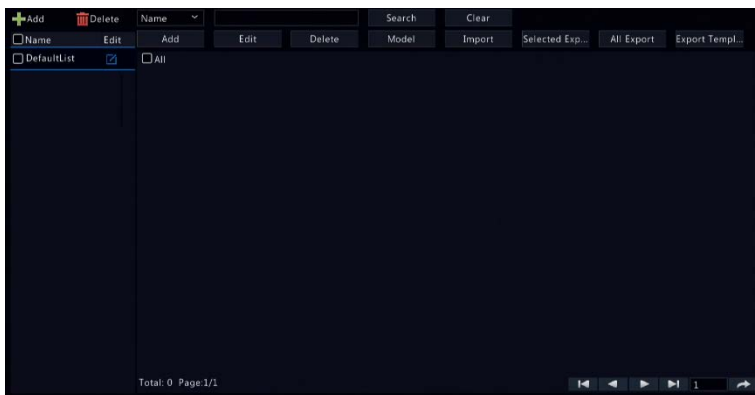 Add Delete Name Search Clear
Name Edit Add Edit Delete Model Import Selected Exp... All Export Export Templ...
DefaultList All
Total: 0 Page:1/1 1